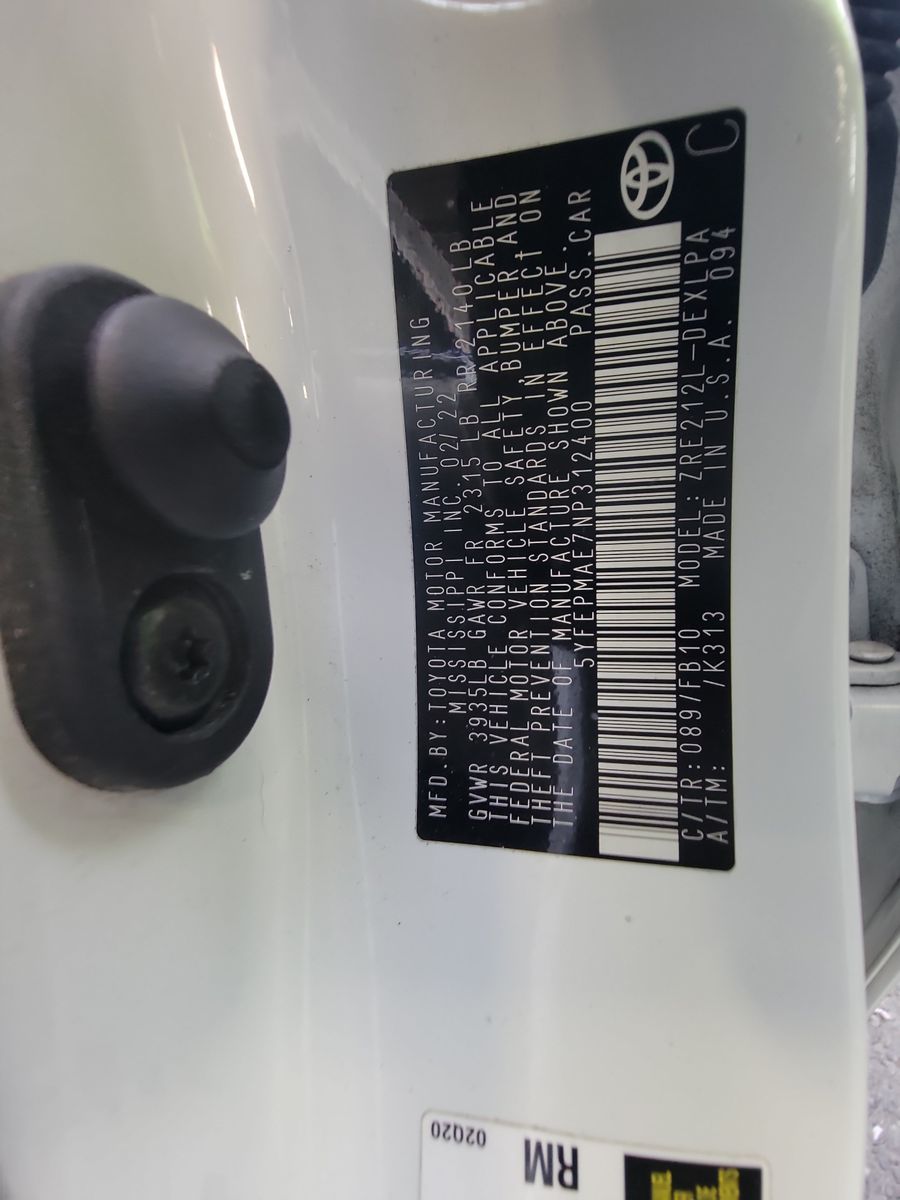 MFD.BY:TOYOTA MOTOR MANUFACTURING
MISSISSIPPI INC. 02/22
GVWR 3935LB GAWR FR 2315LB RR 2140LB
THIS VEHICLE CONFORMS TO ALL APPLICABLE
FEDERAL MOTOR VEHICLE SAFETY, BUMPER, AND
THEFT PREVENTION STANDARDS IN EFFECT ON
THE DATE OF MANUFACTURE SHOWN ABOVE.
5YFEPMAE7NP312400 PASS.CAR
C/TR:089/FB10 MODEL:ZRE212L-DEXLPA
A/TM: /K313 MADE IN U.S.A. 094 C
02Q20
RM